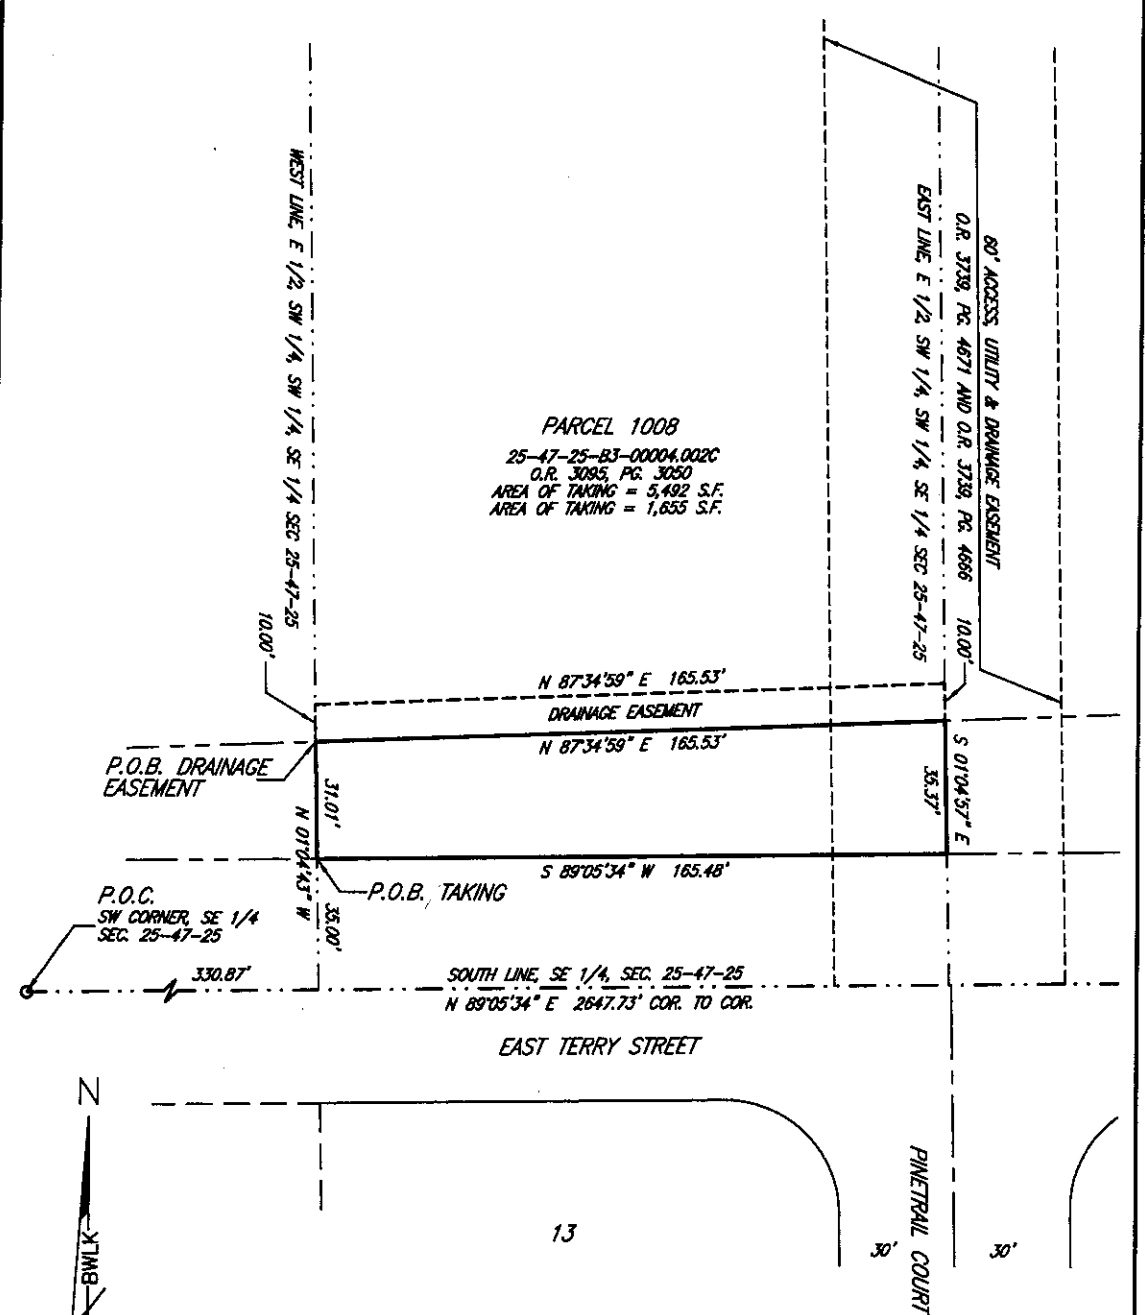 WEST LINE, E 1/2, SW 1/4, SW 1/4, SE 1/4 SEC 25-47-25
EAST LINE, E 1/2, SW 1/4, SW 1/4, SE 1/4 SEC 25-47-25
O.R. 3739, PG. 4671 AND O.R. 3739, PG. 4666
60' ACCESS, UTILITY & DRAINAGE EASEMENT
PARCEL 1008
25-47-25-B3-00004.002C
O.R. 3095, PG. 3050
AREA OF TAKING = 5,492 S.F.
AREA OF TAKING = 1,655 S.F.
10.00'
10.00'
N 87°34'59" E 165.53'
DRAINAGE EASEMENT
N 87°34'59" E 165.53'
P.O.B. DRAINAGE
EASEMENT
31.01'
N 01°04'43" W
35.37'
S 01°04'57" E
S 89°05'34" W 165.48'
P.O.B. TAKING
P.O.C.
SW CORNER, SE 1/4
SEC. 25-47-25
35.00'
330.87'
SOUTH LINE, SE 1/4, SEC. 25-47-25
N 89°05'34" E 2647.73' COR. TO COR.
EAST TERRY STREET
N
BWLK
13
30'
PINETRAIL COURT
30'